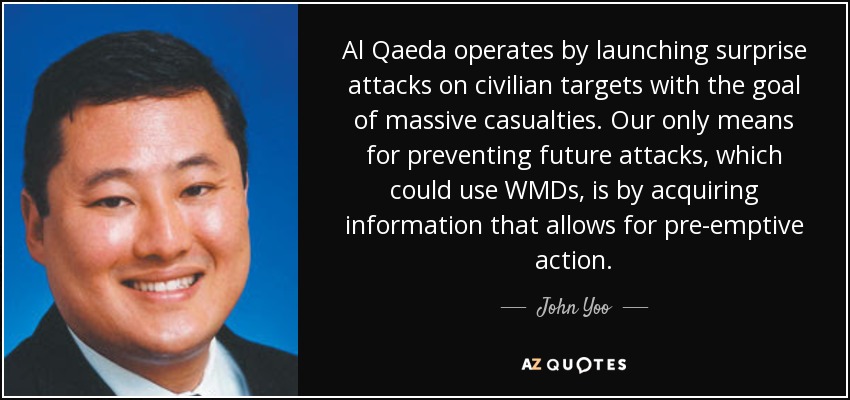 Al Qaeda operates by launching surprise
attacks on civilian targets with the goal
of massive casualties. Our only means
for preventing future attacks, which
could use WMDs, is by acquiring
information that allows for pre-emptive
action.
John Yoo
AZ QUOTES